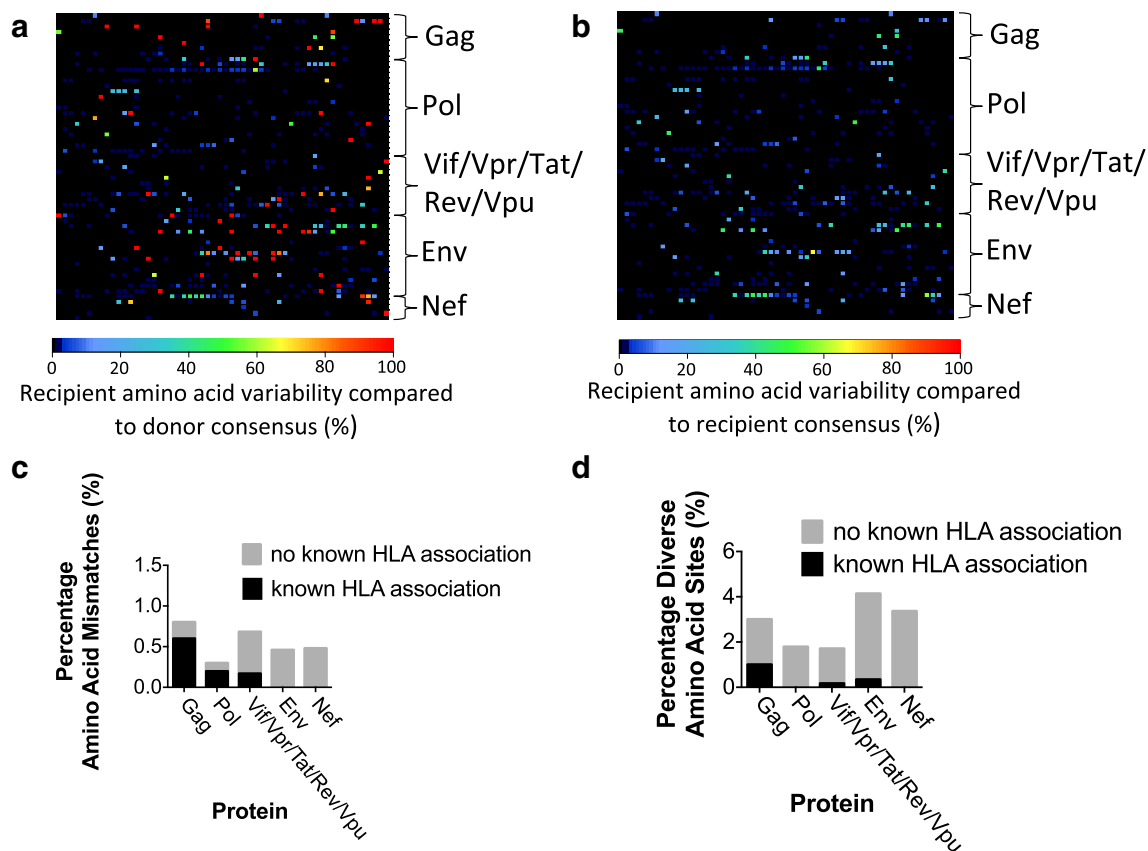 a
Gag
Pol
Vif/Vpr/Tat/
Rev/Vpu
Env
Nef
0 20 40 60 80 100
Recipient amino acid variability compared
to donor consensus (%)
b
Gag
Pol
Vif/Vpr/Tat/
Rev/Vpu
Env
Nef
0 20 40 60 80 100
Recipient amino acid variability compared
to recipient consensus (%)
c
Percentage
Amino Acid Mismatches (%)
no known HLA association
known HLA association
1.5
1.0
0.5
0.0
Gag
Pol
Vif/Vpr/Tat/Rev/Vpu
Env
Nef
Protein
d
Percentage Diverse
Amino Acid Sites (%)
no known HLA association
known HLA association
6
4
2
0
Gag
Pol
Vif/Vpr/Tat/Rev/Vpu
Env
Nef
Protein